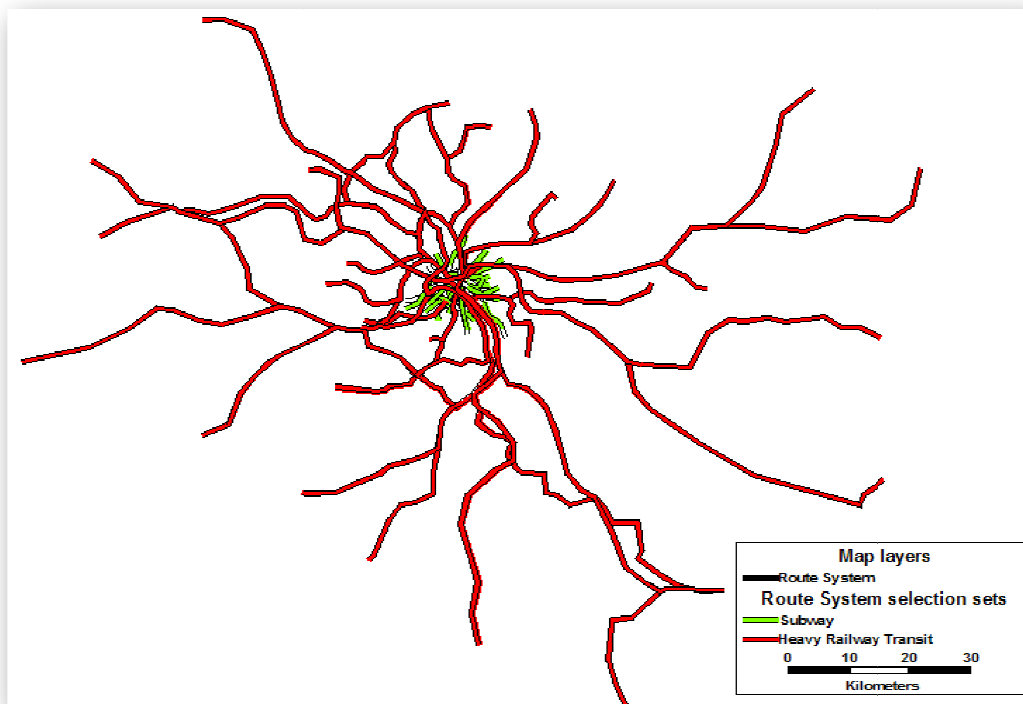 Map layers
Route System
Route System selection sets
Subway
Heavy Railway Transit
0 10 20 30
Kilometers